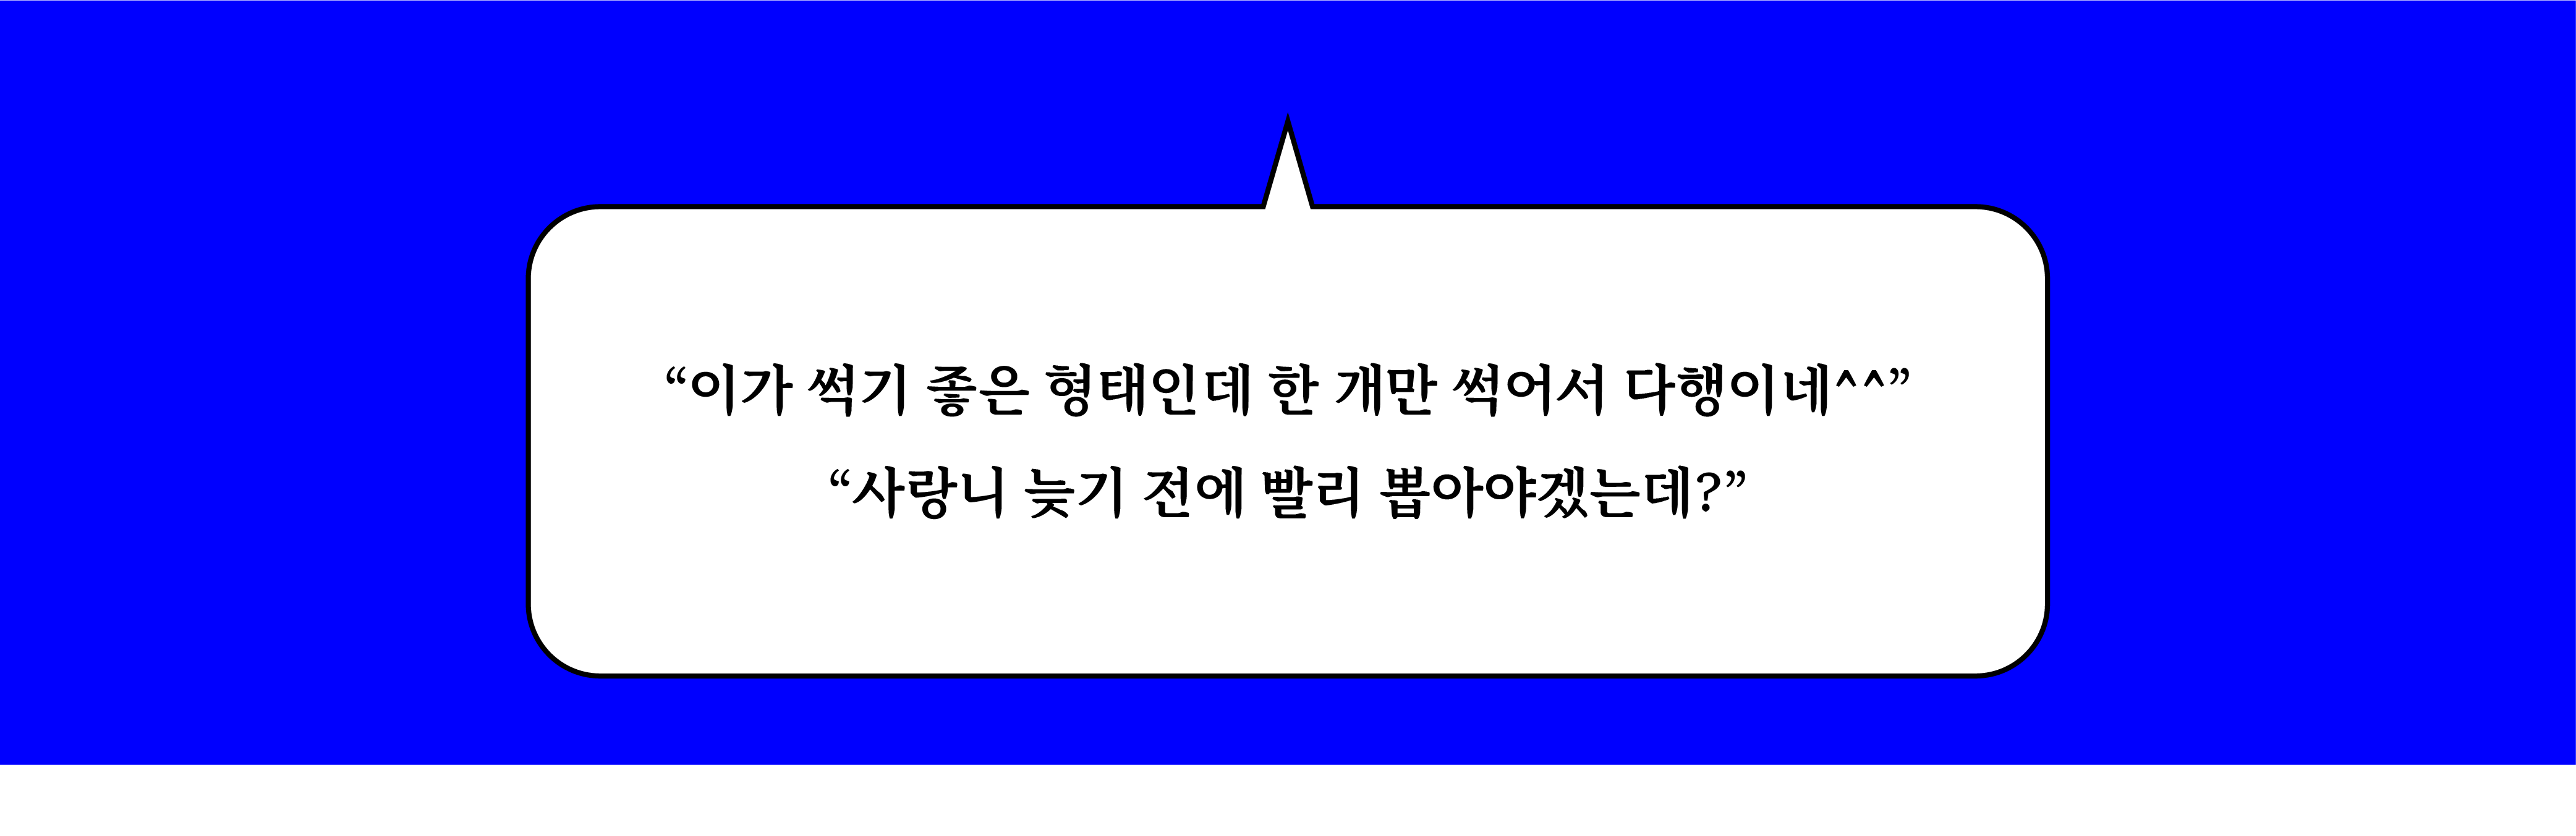 “이가 썩기 좋은 형태인데 한 개만 썩어서 다행이네^^”
“사랑니 늦기 전에 빨리 뽑아야겠는데?”